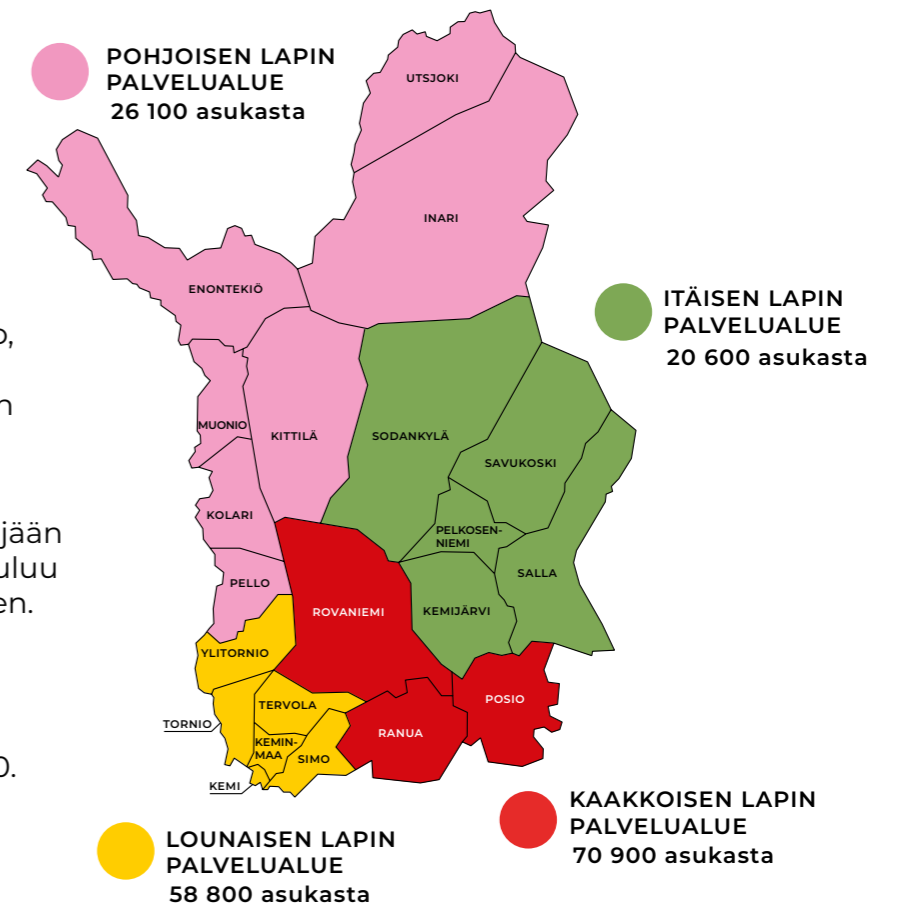 POHJOISEN LAPIN
PALVELUALUE
26 100 asukasta
UTSJOKI
INARI
ENONTEKIÖ
ITÄISEN LAPIN
PALVELUALUE
20 600 asukasta
MUONIO
KITTILÄ
SODANKYLÄ
SAVUKOSKI
KOLARI
PELKOSEN-
NIEMI
SALLA
PELLO
ROVANIEMI
KEMIJÄRVI
YLITORNIO
POSIO
TERVOLA
TORNIO
RANUA
KEMIN-
MAA
SIMO
KEMI
KAAKKOISEN LAPIN
PALVELUALUE
70 900 asukasta
LOUNAISEN LAPIN
PALVELUALUE
58 800 asukasta